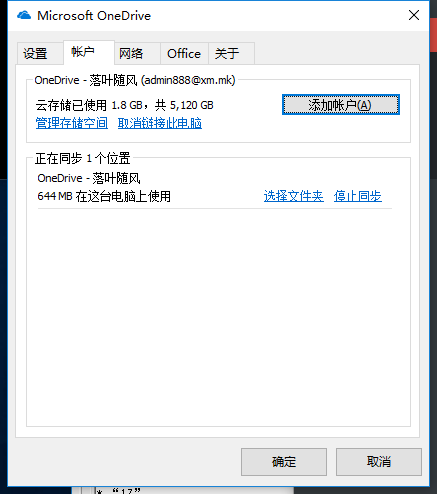 Microsoft OneDrive
设置 帐户 网络 Office 关于
OneDrive - 落叶随风 (admin888@xm.mk)
云存储已使用 1.8 GB，共 5,120 GB
添加帐户(A)
管理存储空间 取消链接此电脑
正在同步 1 个位置
OneDrive - 落叶随风
644 MB 在这台电脑上使用 选择文件夹 停止同步
确定 取消